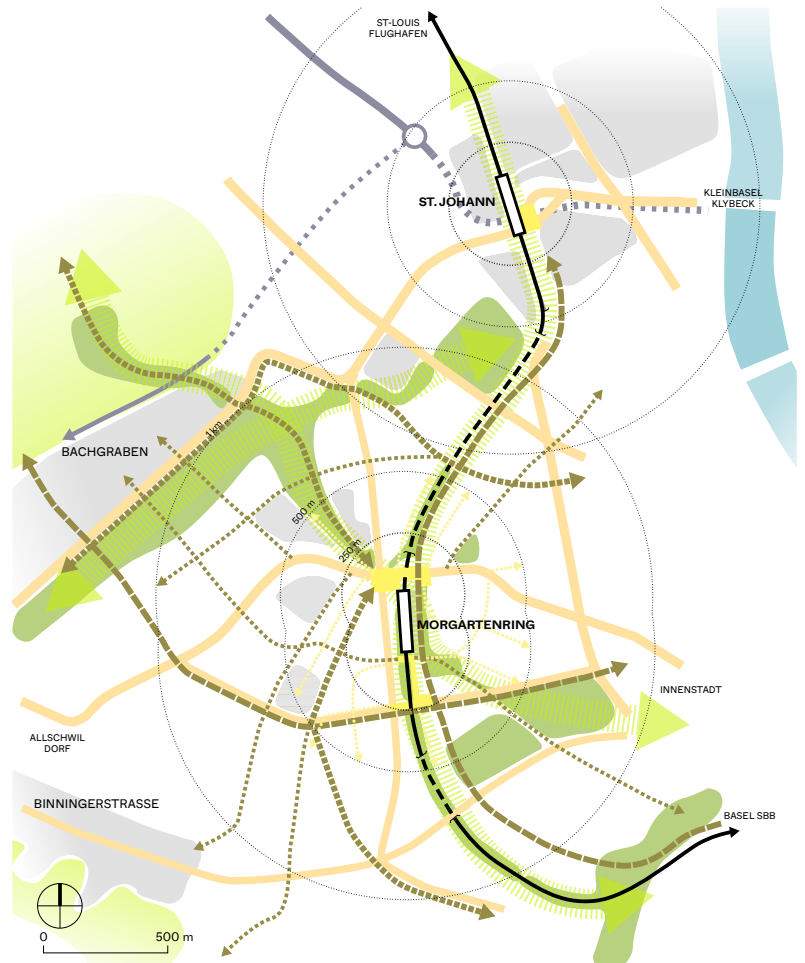 ST-LOUIS
FLUGHAFEN
ST. JOHANN
KLEINBASEL
KLYBECK
1km
BACHGRABEN
500 m
250 m
MORGARTENRING
INNENSTADT
ALLSCHWIL
DORF
BINNINGERSTRASSE
BASEL SBB
0
500 m